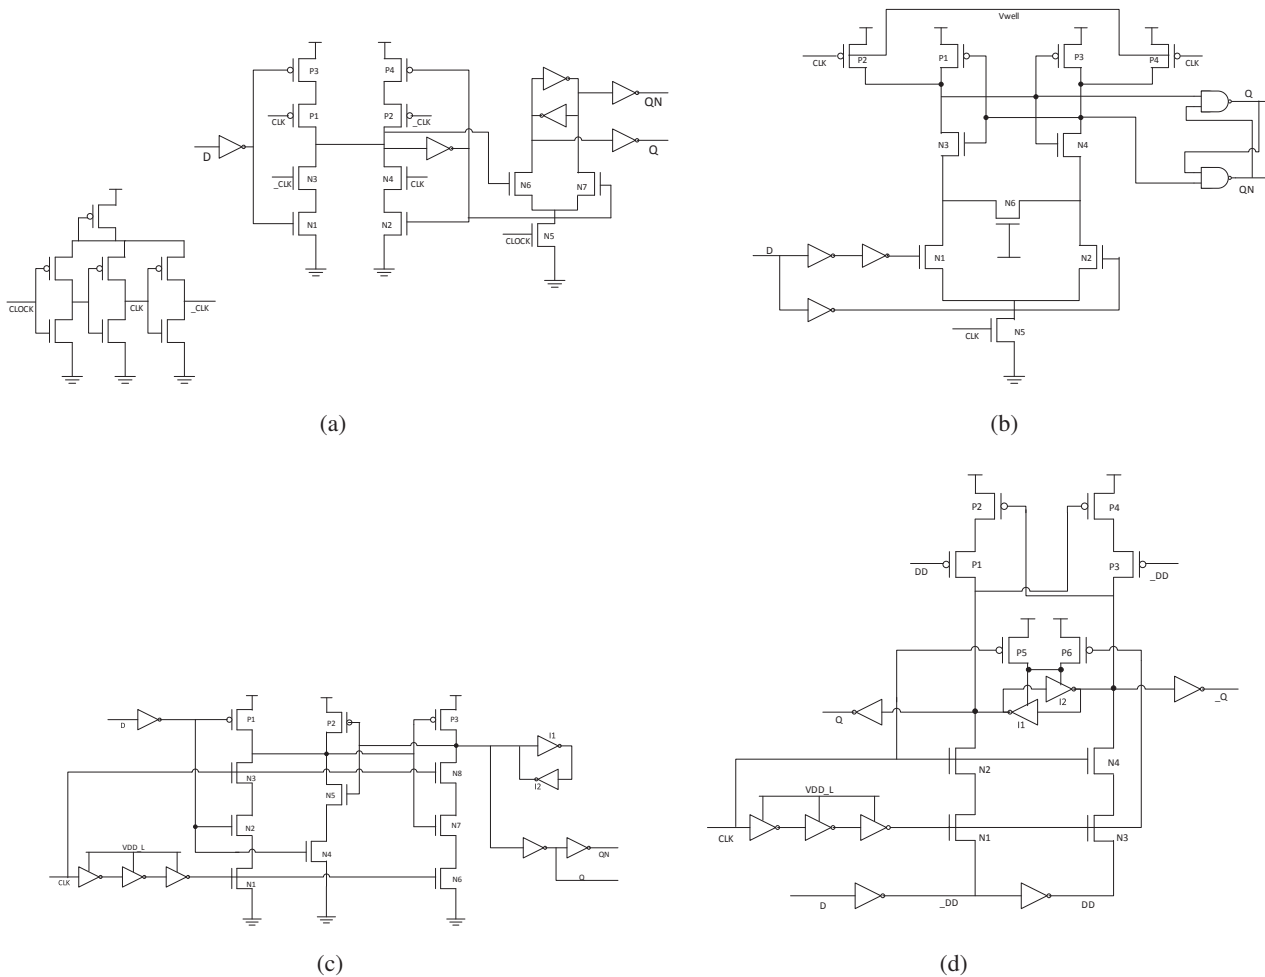 P3
P4
P1
CLK
P2
_CLK
QN
D
Q
_CLK
N3
N4
CLK
N6
N7
N1
N2
CLOCK
N5
CLOCK
CLK
_CLK
(a)
Vwell
CLK
P2
P1
P3
P4
CLK
Q
N3
N4
QN
N6
D
N1
N2
CLK
N5
(b)
D
P1
P2
P3
I1
I2
N3
N8
N5
N2
N7
N4
VDD_L
CLK
N1
N6
QN
Q
(c)
P2
P4
DD
P1
P3
_DD
P5
P6
I2
Q
I1
_Q
N2
N4
VDD_L
CLK
N1
N3
D
_DD
DD
(d)